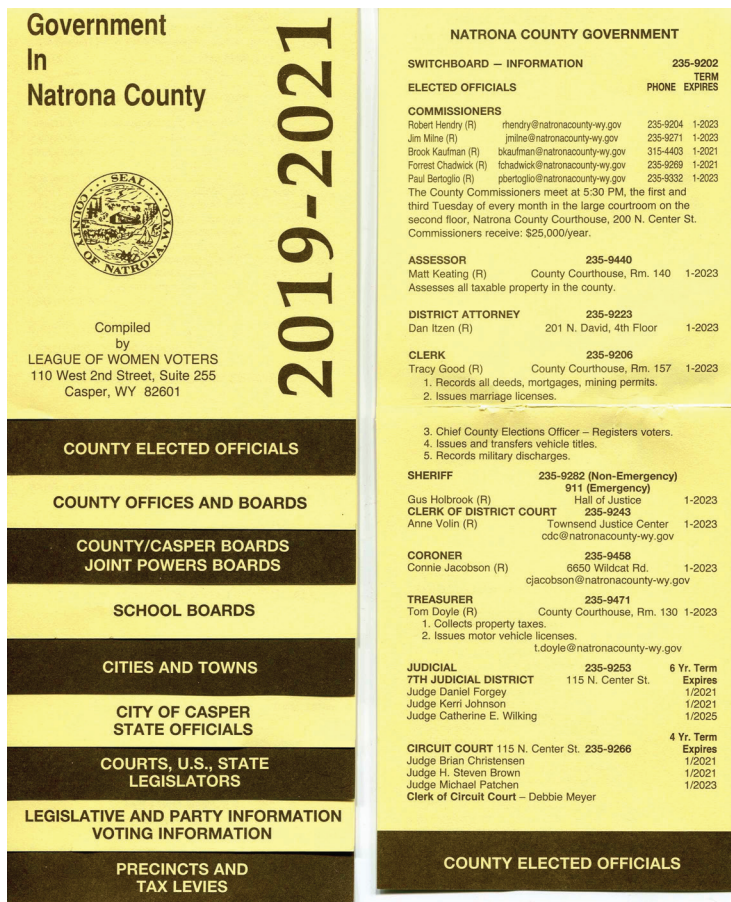 Government
In
Natrona County
2019-2021
SEAL
COUNTY OF NATRONA, WYO.
Compiled
by
LEAGUE OF WOMEN VOTERS
110 West 2nd Street, Suite 255
Casper, WY 82601
COUNTY ELECTED OFFICIALS
COUNTY OFFICES AND BOARDS
COUNTY/CASPER BOARDS
JOINT POWERS BOARDS
SCHOOL BOARDS
CITIES AND TOWNS
CITY OF CASPER
STATE OFFICIALS
COURTS, U.S., STATE
LEGISLATORS
LEGISLATIVE AND PARTY INFORMATION
VOTING INFORMATION
PRECINCTS AND
TAX LEVIES
NATRONA COUNTY GOVERNMENT
SWITCHBOARD – INFORMATION 235-9202
TERM
ELECTED OFFICIALS PHONE EXPIRES
COMMISSIONERS
Robert Hendry (R) rhendry@natronacounty-wy.gov 235-9204 1-2023
Jim Milne (R) jmilne@natronacounty-wy.gov 235-9271 1-2023
Brook Kaufman (R) bkaufman@natronacounty-wy.gov 315-4403 1-2021
Forrest Chadwick (R) fchadwick@natronacounty-wy.gov 235-9269 1-2021
Paul Bertoglio (R) pbertoglio@natronacounty-wy.gov 235-9332 1-2023
The County Commissioners meet at 5:30 PM, the first and
third Tuesday of every month in the large courtroom on the
second floor, Natrona County Courthouse, 200 N. Center St.
Commissioners receive: $25,000/year.
ASSESSOR 235-9440
Matt Keating (R) County Courthouse, Rm. 140 1-2023
Assesses all taxable property in the county.
DISTRICT ATTORNEY 235-9223
Dan Itzen (R) 201 N. David, 4th Floor 1-2023
CLERK 235-9206
Tracy Good (R) County Courthouse, Rm. 157 1-2023
1. Records all deeds, mortgages, mining permits.
2. Issues marriage licenses.
3. Chief County Elections Officer – Registers voters.
4. Issues and transfers vehicle titles.
5. Records military discharges.
SHERIFF 235-9282 (Non-Emergency)
911 (Emergency)
Gus Holbrook (R) Hall of Justice 1-2023
CLERK OF DISTRICT COURT 235-9243
Anne Volin (R) Townsend Justice Center 1-2023
cdc@natronacounty-wy.gov
CORONER 235-9458
Connie Jacobson (R) 6650 Wildcat Rd. 1-2023
cjacobson@natronacounty-wy.gov
TREASURER 235-9471
Tom Doyle (R) County Courthouse, Rm. 130 1-2023
1. Collects property taxes.
2. Issues motor vehicle licenses.
t.doyle@natronacounty-wy.gov
JUDICIAL 235-9253 6 Yr. Term
7TH JUDICIAL DISTRICT 115 N. Center St. Expires
Judge Daniel Forgey 1/2021
Judge Kerri Johnson 1/2021
Judge Catherine E. Wilking 1/2025
4 Yr. Term
CIRCUIT COURT 115 N. Center St. 235-9266 Expires
Judge Brian Christensen 1/2021
Judge H. Steven Brown 1/2021
Judge Michael Patchen 1/2023
Clerk of Circuit Court – Debbie Meyer
COUNTY ELECTED OFFICIALS